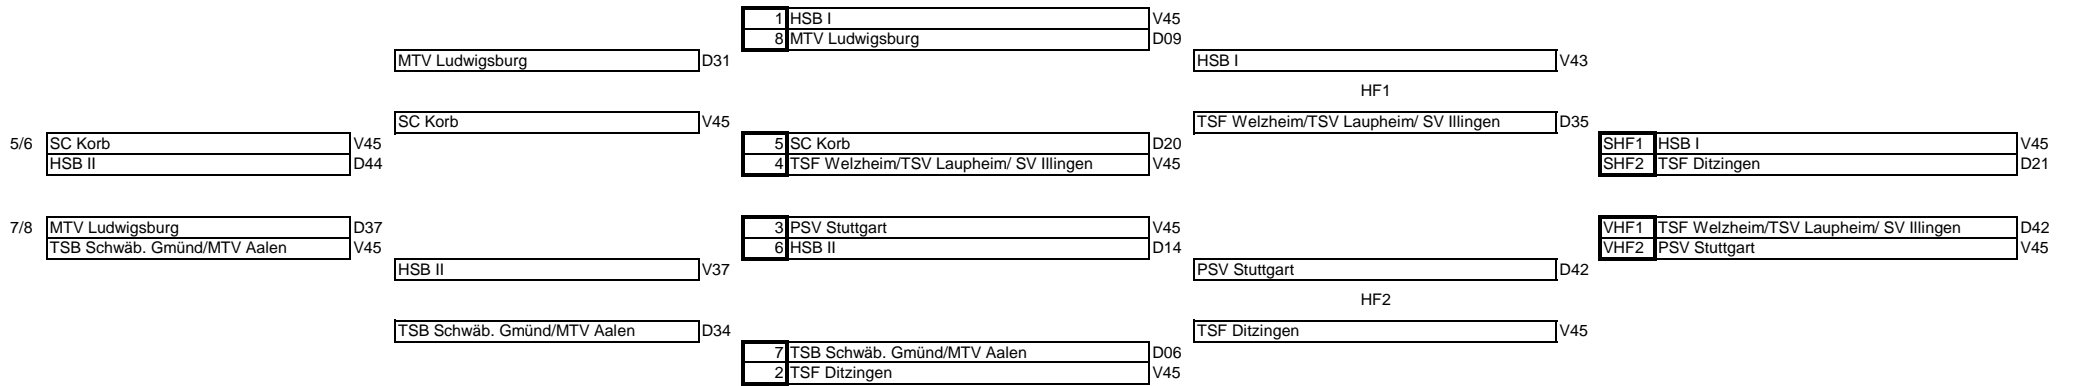 1 HSB I V45
8 MTV Ludwigsburg D09
MTV Ludwigsburg D31 HSB I V43
HF1
SC Korb V45 TSF Welzheim/TSV Laupheim/ SV Illingen D35
5/6 SC Korb V45 5 SC Korb D20 SHF1 HSB I V45
HSB II D44 4 TSF Welzheim/TSV Laupheim/ SV Illingen V45 SHF2 TSF Ditzingen D21
7/8 MTV Ludwigsburg D37 3 PSV Stuttgart V45 VHF1 TSF Welzheim/TSV Laupheim/ SV Illingen D42
TSB Schwäb. Gmünd/MTV Aalen V45 6 HSB II D14 VHF2 PSV Stuttgart V45
HSB II V37 PSV Stuttgart D42
HF2
TSB Schwäb. Gmünd/MTV Aalen D34 TSF Ditzingen V45
7 TSB Schwäb. Gmünd/MTV Aalen D06
2 TSF Ditzingen V45